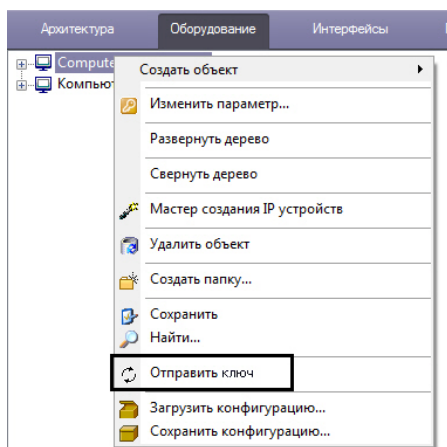 Архитектура Оборудование Интерфейсы
Compute
Компью
Создать объект
Изменить параметр...
Развернуть дерево
Свернуть дерево
Мастер создания IP устройств
Удалить объект
Создать папку...
Сохранить
Найти...
Отправить ключ
Загрузить конфигурацию...
Сохранить конфигурацию...